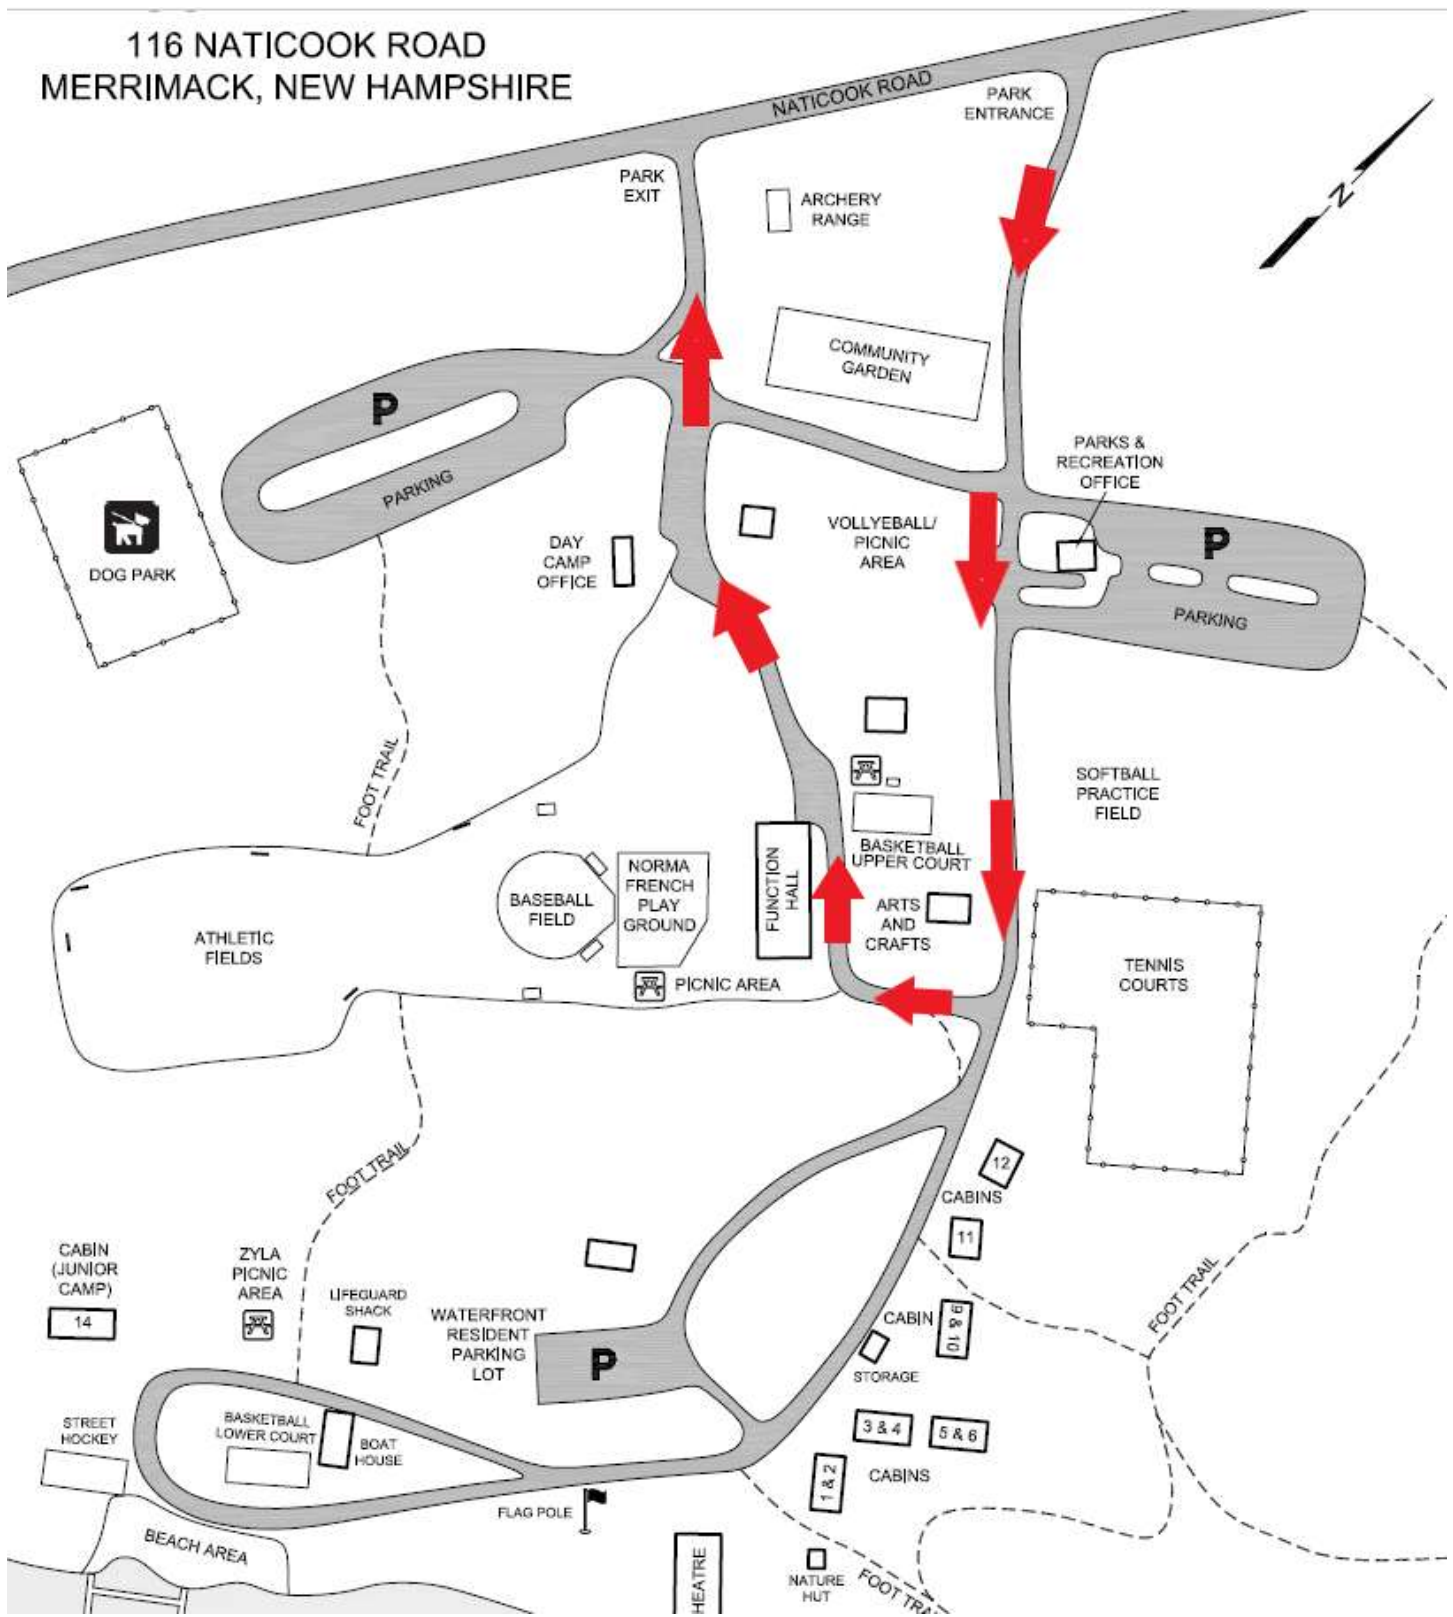 116 NATICOOK ROAD
MERRIMACK, NEW HAMPSHIRE
NATICOOK ROAD
PARK
ENTRANCE
PARK
EXIT
ARCHERY
RANGE
N
COMMUNITY
GARDEN
P
PARKING
PARKS &
RECREATION
OFFICE
DOG PARK
DAY
CAMP
OFFICE
VOLLYEBALL/
PICNIC
AREA
P
PARKING
FOOT TRAIL
SOFTBALL
PRACTICE
FIELD
BASKETBALL
UPPER COURT
NORMA
FRENCH
PLAY
GROUND
BASEBALL
FIELD
FUNCTION
HALL
ARTS
AND
CRAFTS
ATHLETIC
FIELDS
PICNIC AREA
TENNIS
COURTS
FOOT TRAIL
12
CABINS
11
CABIN
(JUNIOR
CAMP)
14
ZYLA
PICNIC
AREA
LIFEGUARD
SHACK
WATERFRONT
RESIDENT
PARKING
LOT
P
CABIN
9 & 10
FOOT TRAIL
STORAGE
STREET
HOCKEY
BASKETBALL
LOWER COURT
BOAT
HOUSE
3 & 4
5 & 6
CABINS
1 & 2
FLAG POLE
BEACH AREA
HEATRE
NATURE
HUT
FOOT TRA